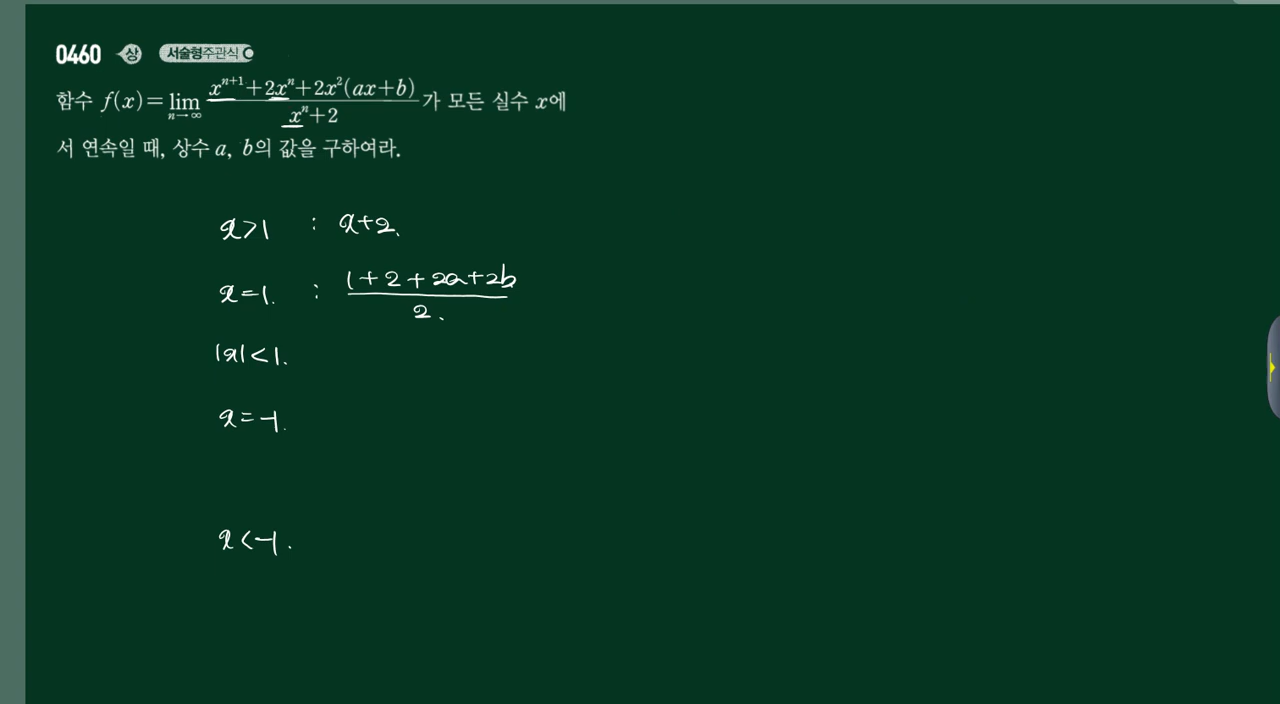 0460 상 서술형주관식
함수 f(x)=lim_{n→∞} \frac{x^{n+1}+2x^n+2x^2(ax+b)}{x^n+2}가 모든 실수 x에
서 연속일 때, 상수 a, b의 값을 구하여라.
x>1 : x+2.
x=1. : \frac{1+2+2a+2b}{2.}
|x|<1.
x=-1.
x<-1.